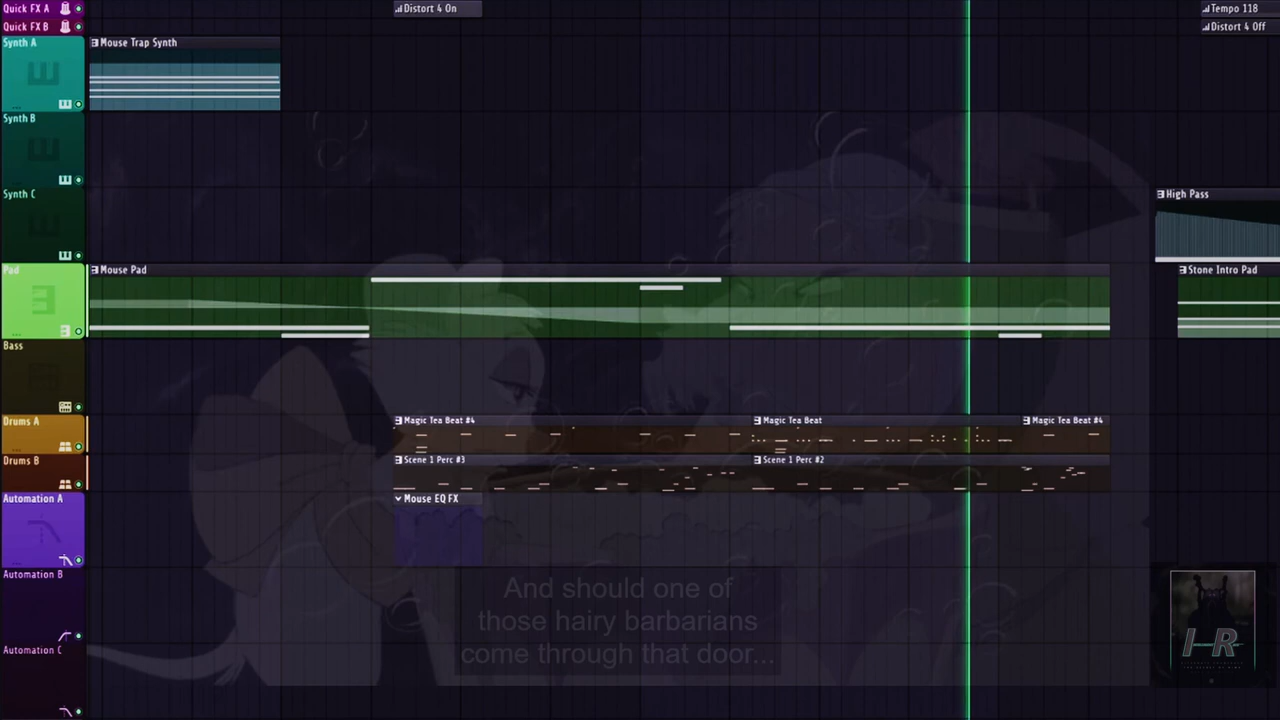 Quick FX A
Distort 4 On
Tempo 118
Quick FX B
Distort 4 Off
Synth A
Mouse Trap Synth
Synth B
Synth C
High Pass
Pad
Mouse Pad
Stone Intro Pad
Bass
Drums A
Magic Tea Beat #4
Magic Tea Beat
Magic Tea Beat #4
Drums B
Scene 1 Perc #3
Scene 1 Perc #2
Automation A
Mouse EQ FX
Automation B
And should one of
those hairy barbarians
come through that door...
Automation C